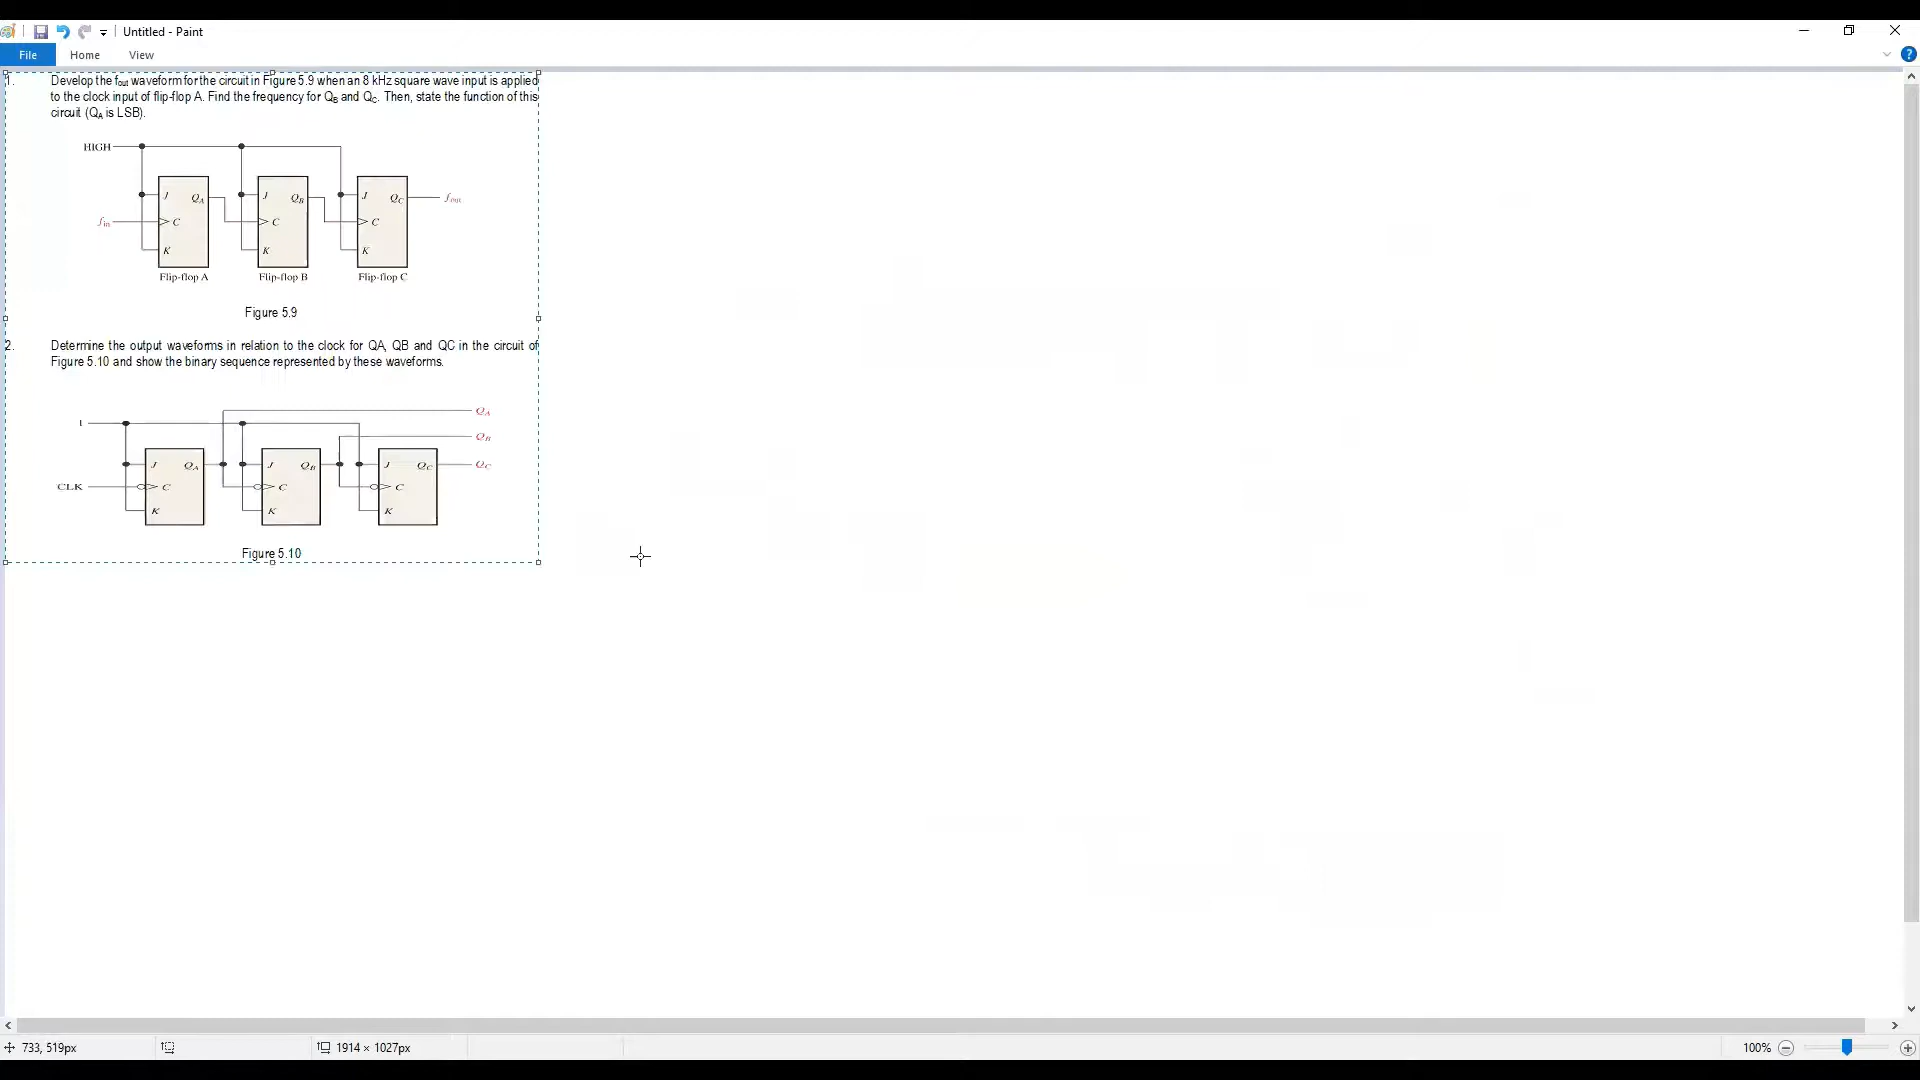 Untitled - Paint
File Home View
1. Develop the fout waveform for the circuit in Figure 5.9 when an 8 kHz square wave input is applied
to the clock input of flip-flop A. Find the frequency for QB and QC. Then, state the function of this
circuit (QA is LSB).
HIGH
J QA J QB J QC fout
fin C C C
K K K
Flip-flop A Flip-flop B Flip-flop C
Figure 5.9
2. Determine the output waveforms in relation to the clock for QA, QB and QC in the circuit of
Figure 5.10 and show the binary sequence represented by these waveforms.
QA
1
QB
J QA J QB J QC QC
CLK C C C
K K K
Figure 5.10
733, 519px 1914 × 1027px 100%